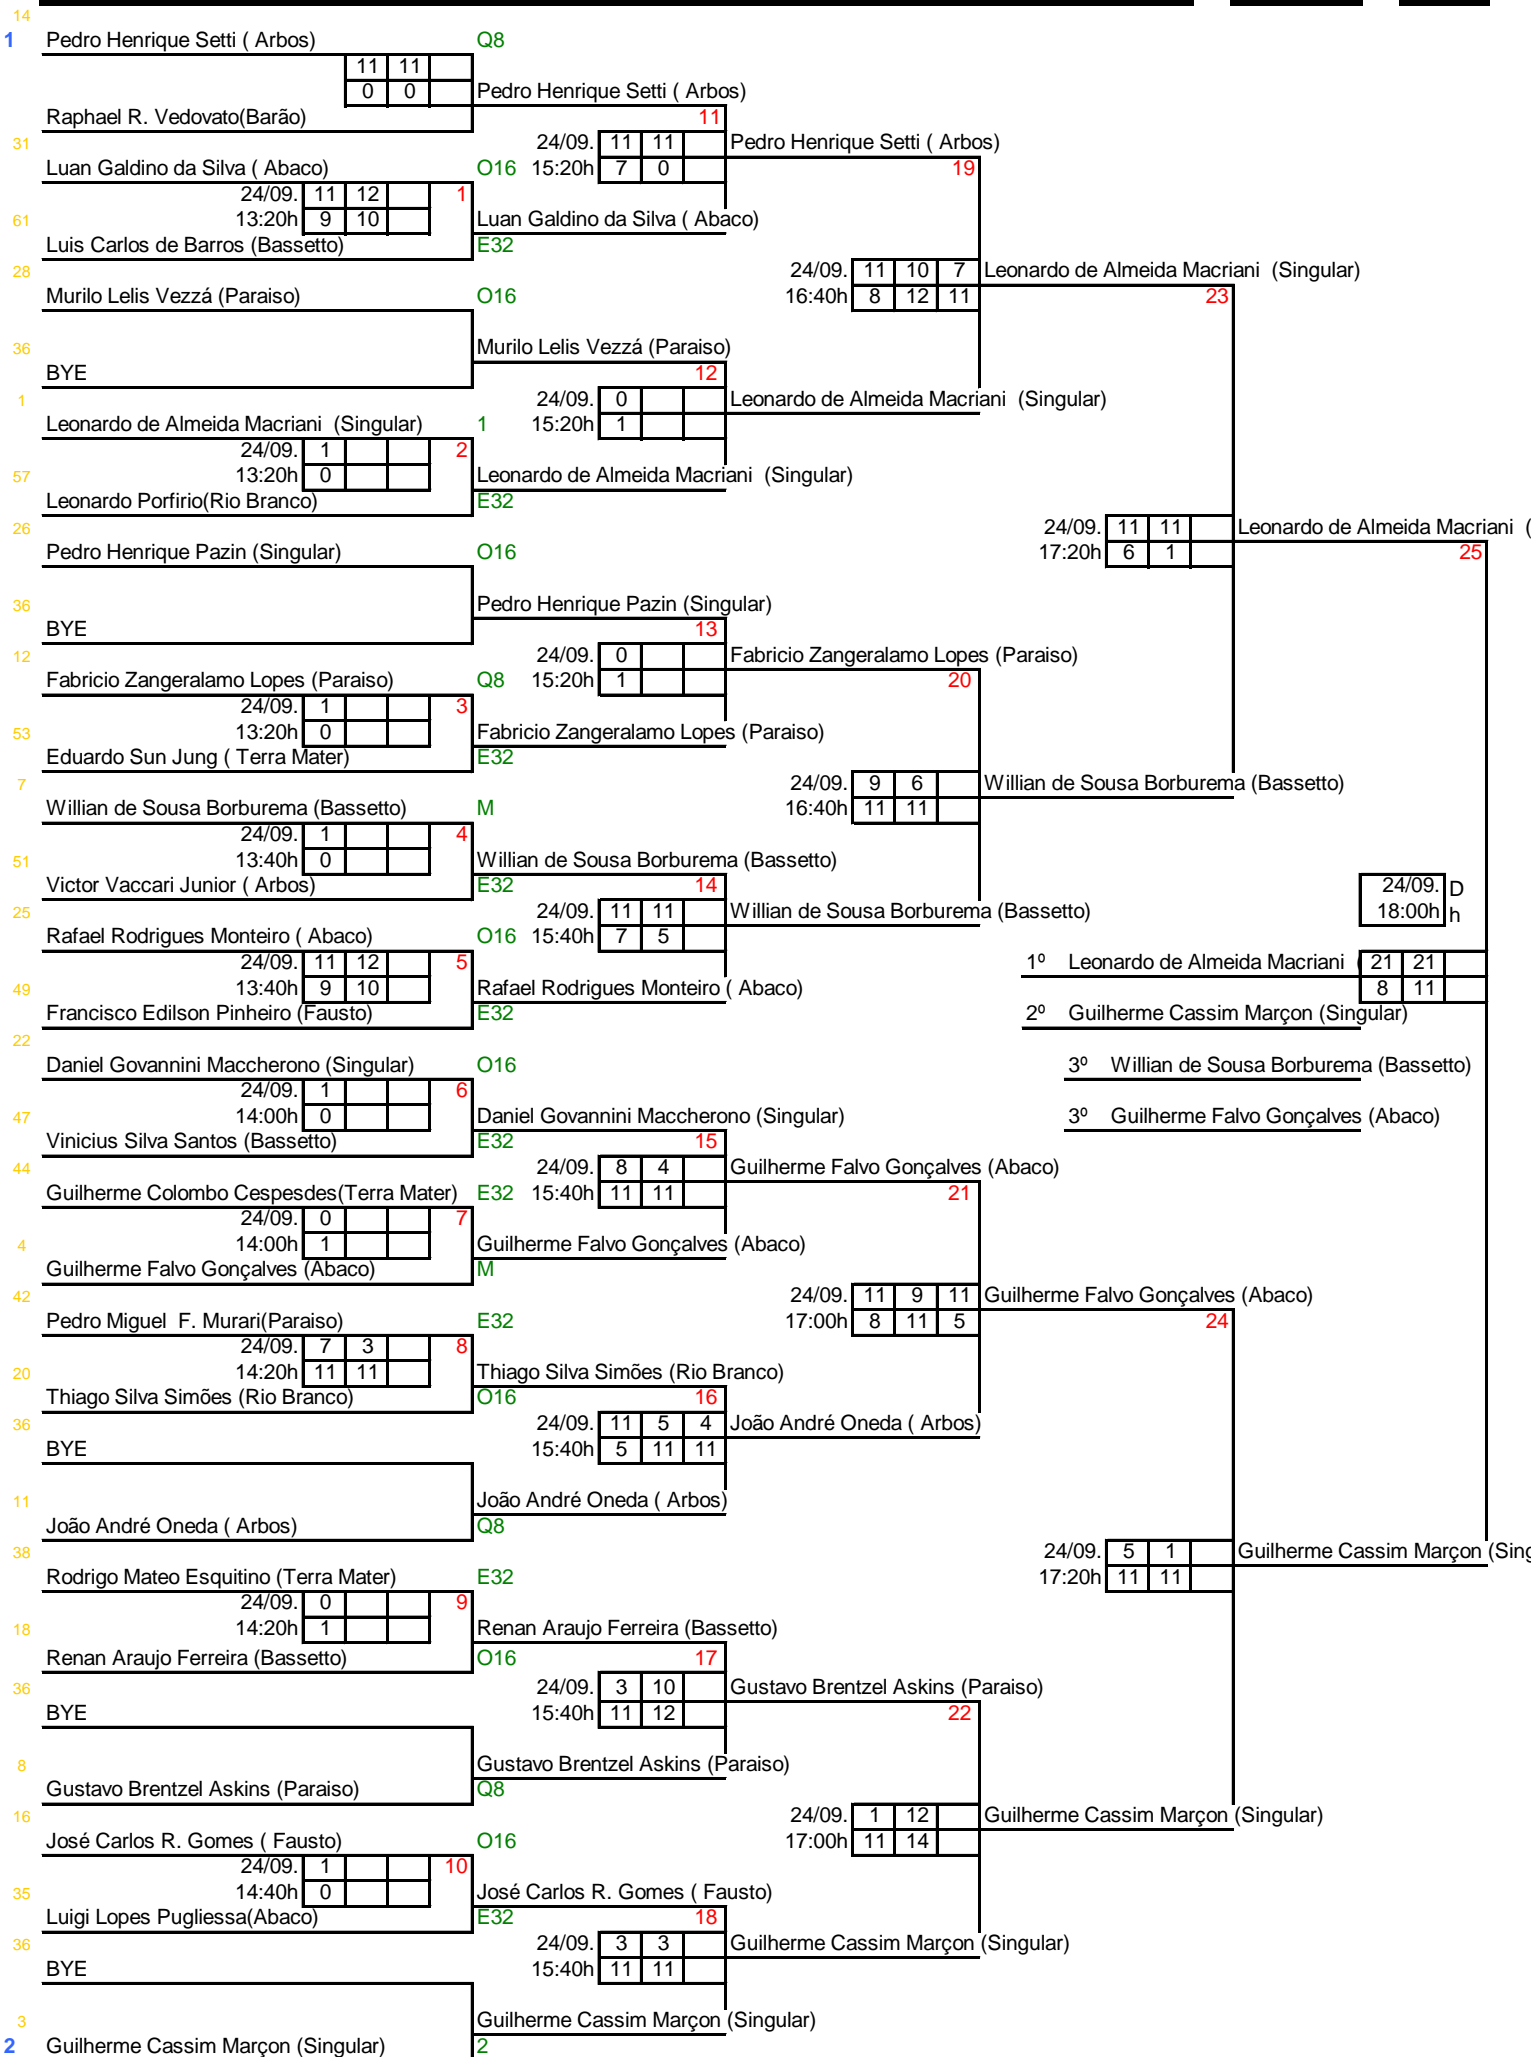 14
1 Pedro Henrique Setti ( Arbos) Q8
11 11
0 0 Pedro Henrique Setti ( Arbos)
Raphael R. Vedovato(Barão) 11
31 24/09. 11 11 Pedro Henrique Setti ( Arbos)
Luan Galdino da Silva ( Abaco) O16 15:20h 7 0 19
24/09. 11 12 1
61 13:20h 9 10 Luan Galdino da Silva ( Abaco)
Luis Carlos de Barros (Bassetto) E32
28 24/09. 11 10 7 Leonardo de Almeida Macriani (Singular)
Murilo Lelis Vezzá (Paraiso) O16 16:40h 8 12 11 23
36 Murilo Lelis Vezzá (Paraiso)
BYE 12
1 24/09. 0 Leonardo de Almeida Macriani (Singular)
Leonardo de Almeida Macriani (Singular) 1 15:20h 1
24/09. 1 2
57 13:20h 0 Leonardo de Almeida Macriani (Singular)
Leonardo Porfirio(Rio Branco) E32
26 24/09. 11 11 Leonardo de Almeida Macriani (
Pedro Henrique Pazin (Singular) O16 17:20h 6 1 25
36 Pedro Henrique Pazin (Singular)
BYE 13
12 24/09. 0 Fabricio Zangeralamo Lopes (Paraiso)
Fabricio Zangeralamo Lopes (Paraiso) Q8 15:20h 1 20
24/09. 1 3
53 13:20h 0 Fabricio Zangeralamo Lopes (Paraiso)
Eduardo Sun Jung ( Terra Mater) E32
7 24/09. 9 6 Willian de Sousa Borburema (Bassetto)
Willian de Sousa Borburema (Bassetto) M 16:40h 11 11
24/09. 1 4
51 13:40h 0 Willian de Sousa Borburema (Bassetto)
Victor Vaccari Junior ( Arbos) E32 14 24/09. D
25 24/09. 11 11 Willian de Sousa Borburema (Bassetto) 18:00h h
Rafael Rodrigues Monteiro ( Abaco) O16 15:40h 7 5
24/09. 11 12 5 1º Leonardo de Almeida Macriani ( 21 21
49 13:40h 9 10 Rafael Rodrigues Monteiro ( Abaco) 8 11
Francisco Edilson Pinheiro (Fausto) E32 2º Guilherme Cassim Marçon (Singular)
22
Daniel Govannini Maccherono (Singular) O16 3º Willian de Sousa Borburema (Bassetto)
24/09. 1 6
47 14:00h 0 Daniel Govannini Maccherono (Singular) 3º Guilherme Falvo Gonçalves (Abaco)
Vinicius Silva Santos (Bassetto) E32 15
44 24/09. 8 4 Guilherme Falvo Gonçalves (Abaco)
Guilherme Colombo Cespesdes(Terra Mater) E32 15:40h 11 11 21
24/09. 0 7
4 14:00h 1 Guilherme Falvo Gonçalves (Abaco)
Guilherme Falvo Gonçalves (Abaco) M
42 24/09. 11 9 11 Guilherme Falvo Gonçalves (Abaco)
Pedro Miguel F. Murari(Paraiso) E32 17:00h 8 11 5 24
24/09. 7 3 8
20 14:20h 11 11 Thiago Silva Simões (Rio Branco)
Thiago Silva Simões (Rio Branco) O16 16
36 24/09. 11 5 4 João André Oneda ( Arbos)
BYE 15:40h 5 11 11
11 João André Oneda ( Arbos)
João André Oneda ( Arbos) Q8
38 24/09. 5 1 Guilherme Cassim Marçon (Sing
Rodrigo Mateo Esquitino (Terra Mater) E32 17:20h 11 11
24/09. 0 9
18 14:20h 1 Renan Araujo Ferreira (Bassetto)
Renan Araujo Ferreira (Bassetto) O16 17
36 24/09. 3 10 Gustavo Brentzel Askins (Paraiso)
BYE 15:40h 11 12 22
8 Gustavo Brentzel Askins (Paraiso)
Gustavo Brentzel Askins (Paraiso) Q8
16 24/09. 1 12 Guilherme Cassim Marçon (Singular)
José Carlos R. Gomes ( Fausto) O16 17:00h 11 14
24/09. 1 10
35 14:40h 0 José Carlos R. Gomes ( Fausto)
Luigi Lopes Pugliessa(Abaco) E32 18
36 24/09. 3 3 Guilherme Cassim Marçon (Singular)
BYE 15:40h 11 11
3 Guilherme Cassim Marçon (Singular)
2 Guilherme Cassim Marçon (Singular) 2